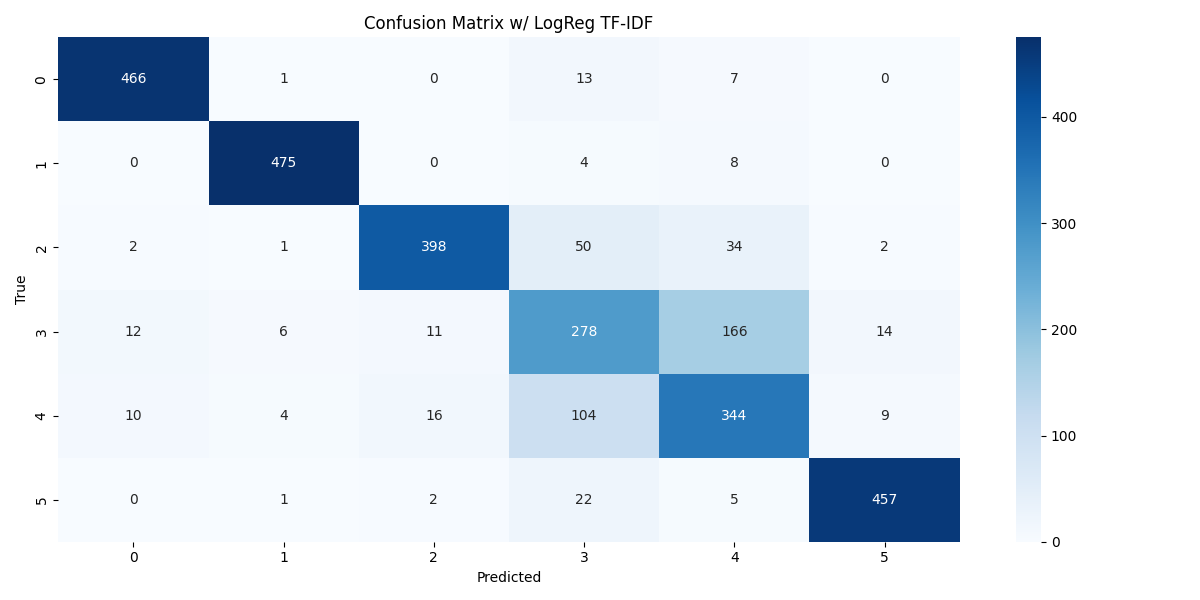 Confusion Matrix w/ LogReg TF-IDF
True
0 466 1 0 13 7 0
1 0 475 0 4 8 0
2 2 1 398 50 34 2
3 12 6 11 278 166 14
4 10 4 16 104 344 9
5 0 1 2 22 5 457
0 1 2 3 4 5
Predicted
400
300
200
100
0